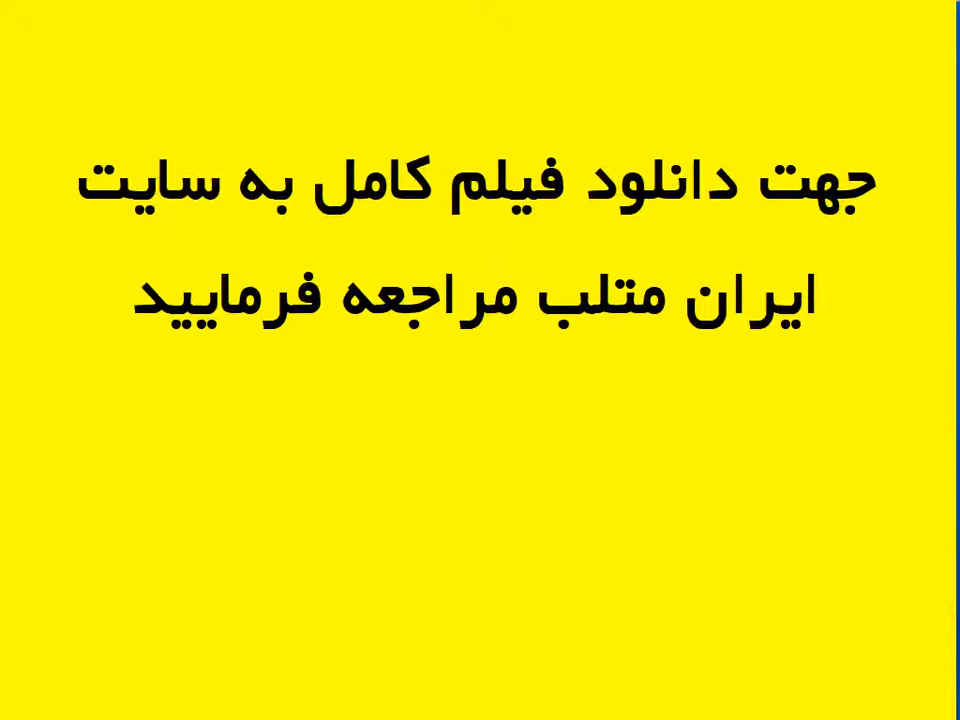 جهت دانلود فیلم کامل به سایت
ایران متلب مراجعه فرمایید